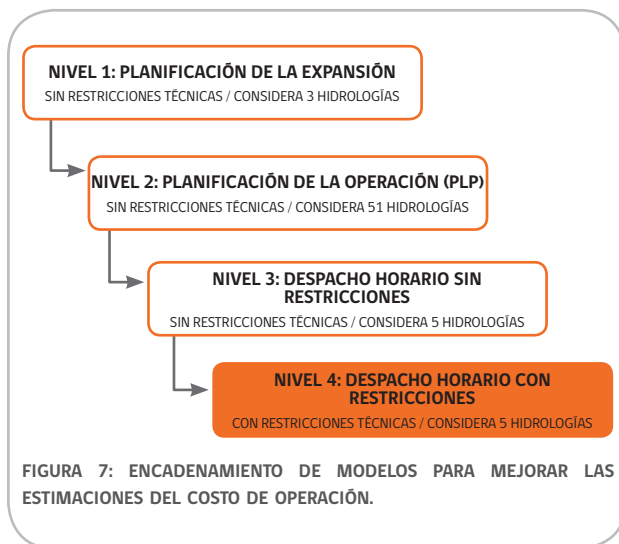 NIVEL 1: PLANIFICACIÓN DE LA EXPANSIÓN
SIN RESTRICCIONES TÉCNICAS / CONSIDERA 3 HIDROLOGÍAS
NIVEL 2: PLANIFICACIÓN DE LA OPERACIÓN (PLP)
SIN RESTRICCIONES TÉCNICAS / CONSIDERA 51 HIDROLOGÍAS
NIVEL 3: DESPACHO HORARIO SIN
RESTRICCIONES
SIN RESTRICCIONES TÉCNICAS / CONSIDERA 5 HIDROLOGÍAS
NIVEL 4: DESPACHO HORARIO CON
RESTRICCIONES
CON RESTRICCIONES TÉCNICAS / CONSIDERA 5 HIDROLOGÍAS
FIGURA 7: ENCADENAMIENTO DE MODELOS PARA MEJORAR LAS
ESTIMACIONES DEL COSTO DE OPERACIÓN.